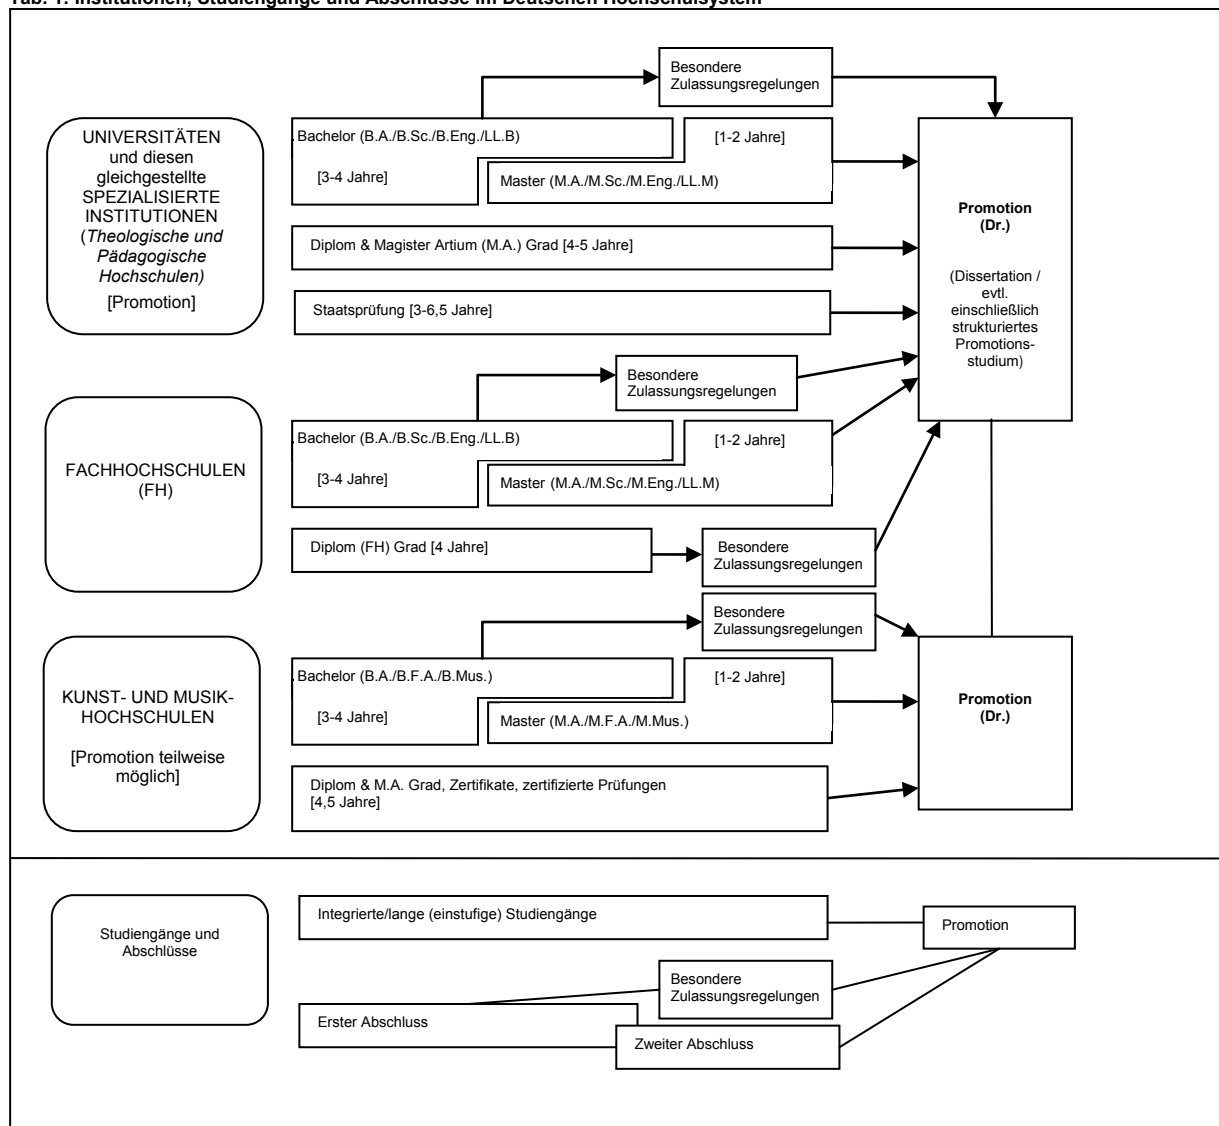 Tab. 1: Institutionen, Studiengänge und Abschlüsse im Deutschen Hochschulsystem
Besondere
Zulassungsregelungen
UNIVERSITÄTEN
und diesen
gleichgestellte
SPEZIALISIERTE
INSTITUTIONEN
(Theologische und
Pädagogische
Hochschulen)
[Promotion]
Bachelor (B.A./B.Sc./B.Eng./LL.B)
[3-4 Jahre]
[1-2 Jahre]
Master (M.A./M.Sc./M.Eng./LL.M)
Diplom & Magister Artium (M.A.) Grad [4-5 Jahre]
Staatsprüfung [3-6,5 Jahre]
Promotion
(Dr.)
(Dissertation /
evtl.
einschließlich
strukturiertes
Promotions-
studium)
Besondere
Zulassungsregelungen
FACHHOCHSCHULEN
(FH)
Bachelor (B.A./B.Sc./B.Eng./LL.B)
[3-4 Jahre]
[1-2 Jahre]
Master (M.A./M.Sc./M.Eng./LL.M)
Diplom (FH) Grad [4 Jahre]
Besondere
Zulassungsregelungen
Besondere
Zulassungsregelungen
KUNST- UND MUSIK-
HOCHSCHULEN
[Promotion teilweise
möglich]
Bachelor (B.A./B.F.A./B.Mus.)
[3-4 Jahre]
[1-2 Jahre]
Master (M.A./M.F.A./M.Mus.)
Diplom & M.A. Grad, Zertifikate, zertifizierte Prüfungen
[4,5 Jahre]
Promotion
(Dr.)
Studiengänge und
Abschlüsse
Integrierte/lange (einstufige) Studiengänge
Promotion
Besondere
Zulassungsregelungen
Erster Abschluss
Zweiter Abschluss